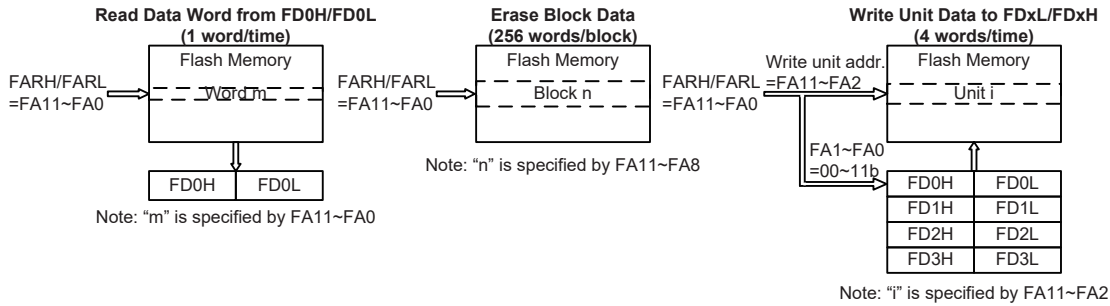 Read Data Word from FD0H/FD0L
(1 word/time)
Flash Memory
FARH/FARL
=FA11~FA0
Word m
FD0H FD0L
Note: “m” is specified by FA11~FA0
Erase Block Data
(256 words/block)
Flash Memory
FARH/FARL
=FA11~FA0
Block n
Note: “n” is specified by FA11~FA8
Write Unit Data to FDxL/FDxH
(4 words/time)
Flash Memory
FARH/FARL
=FA11~FA0
Write unit addr.
=FA11~FA2
Unit i
FA1~FA0
=00~11b
FD0H FD0L
FD1H FD1L
FD2H FD2L
FD3H FD3L
Note: “i” is specified by FA11~FA2